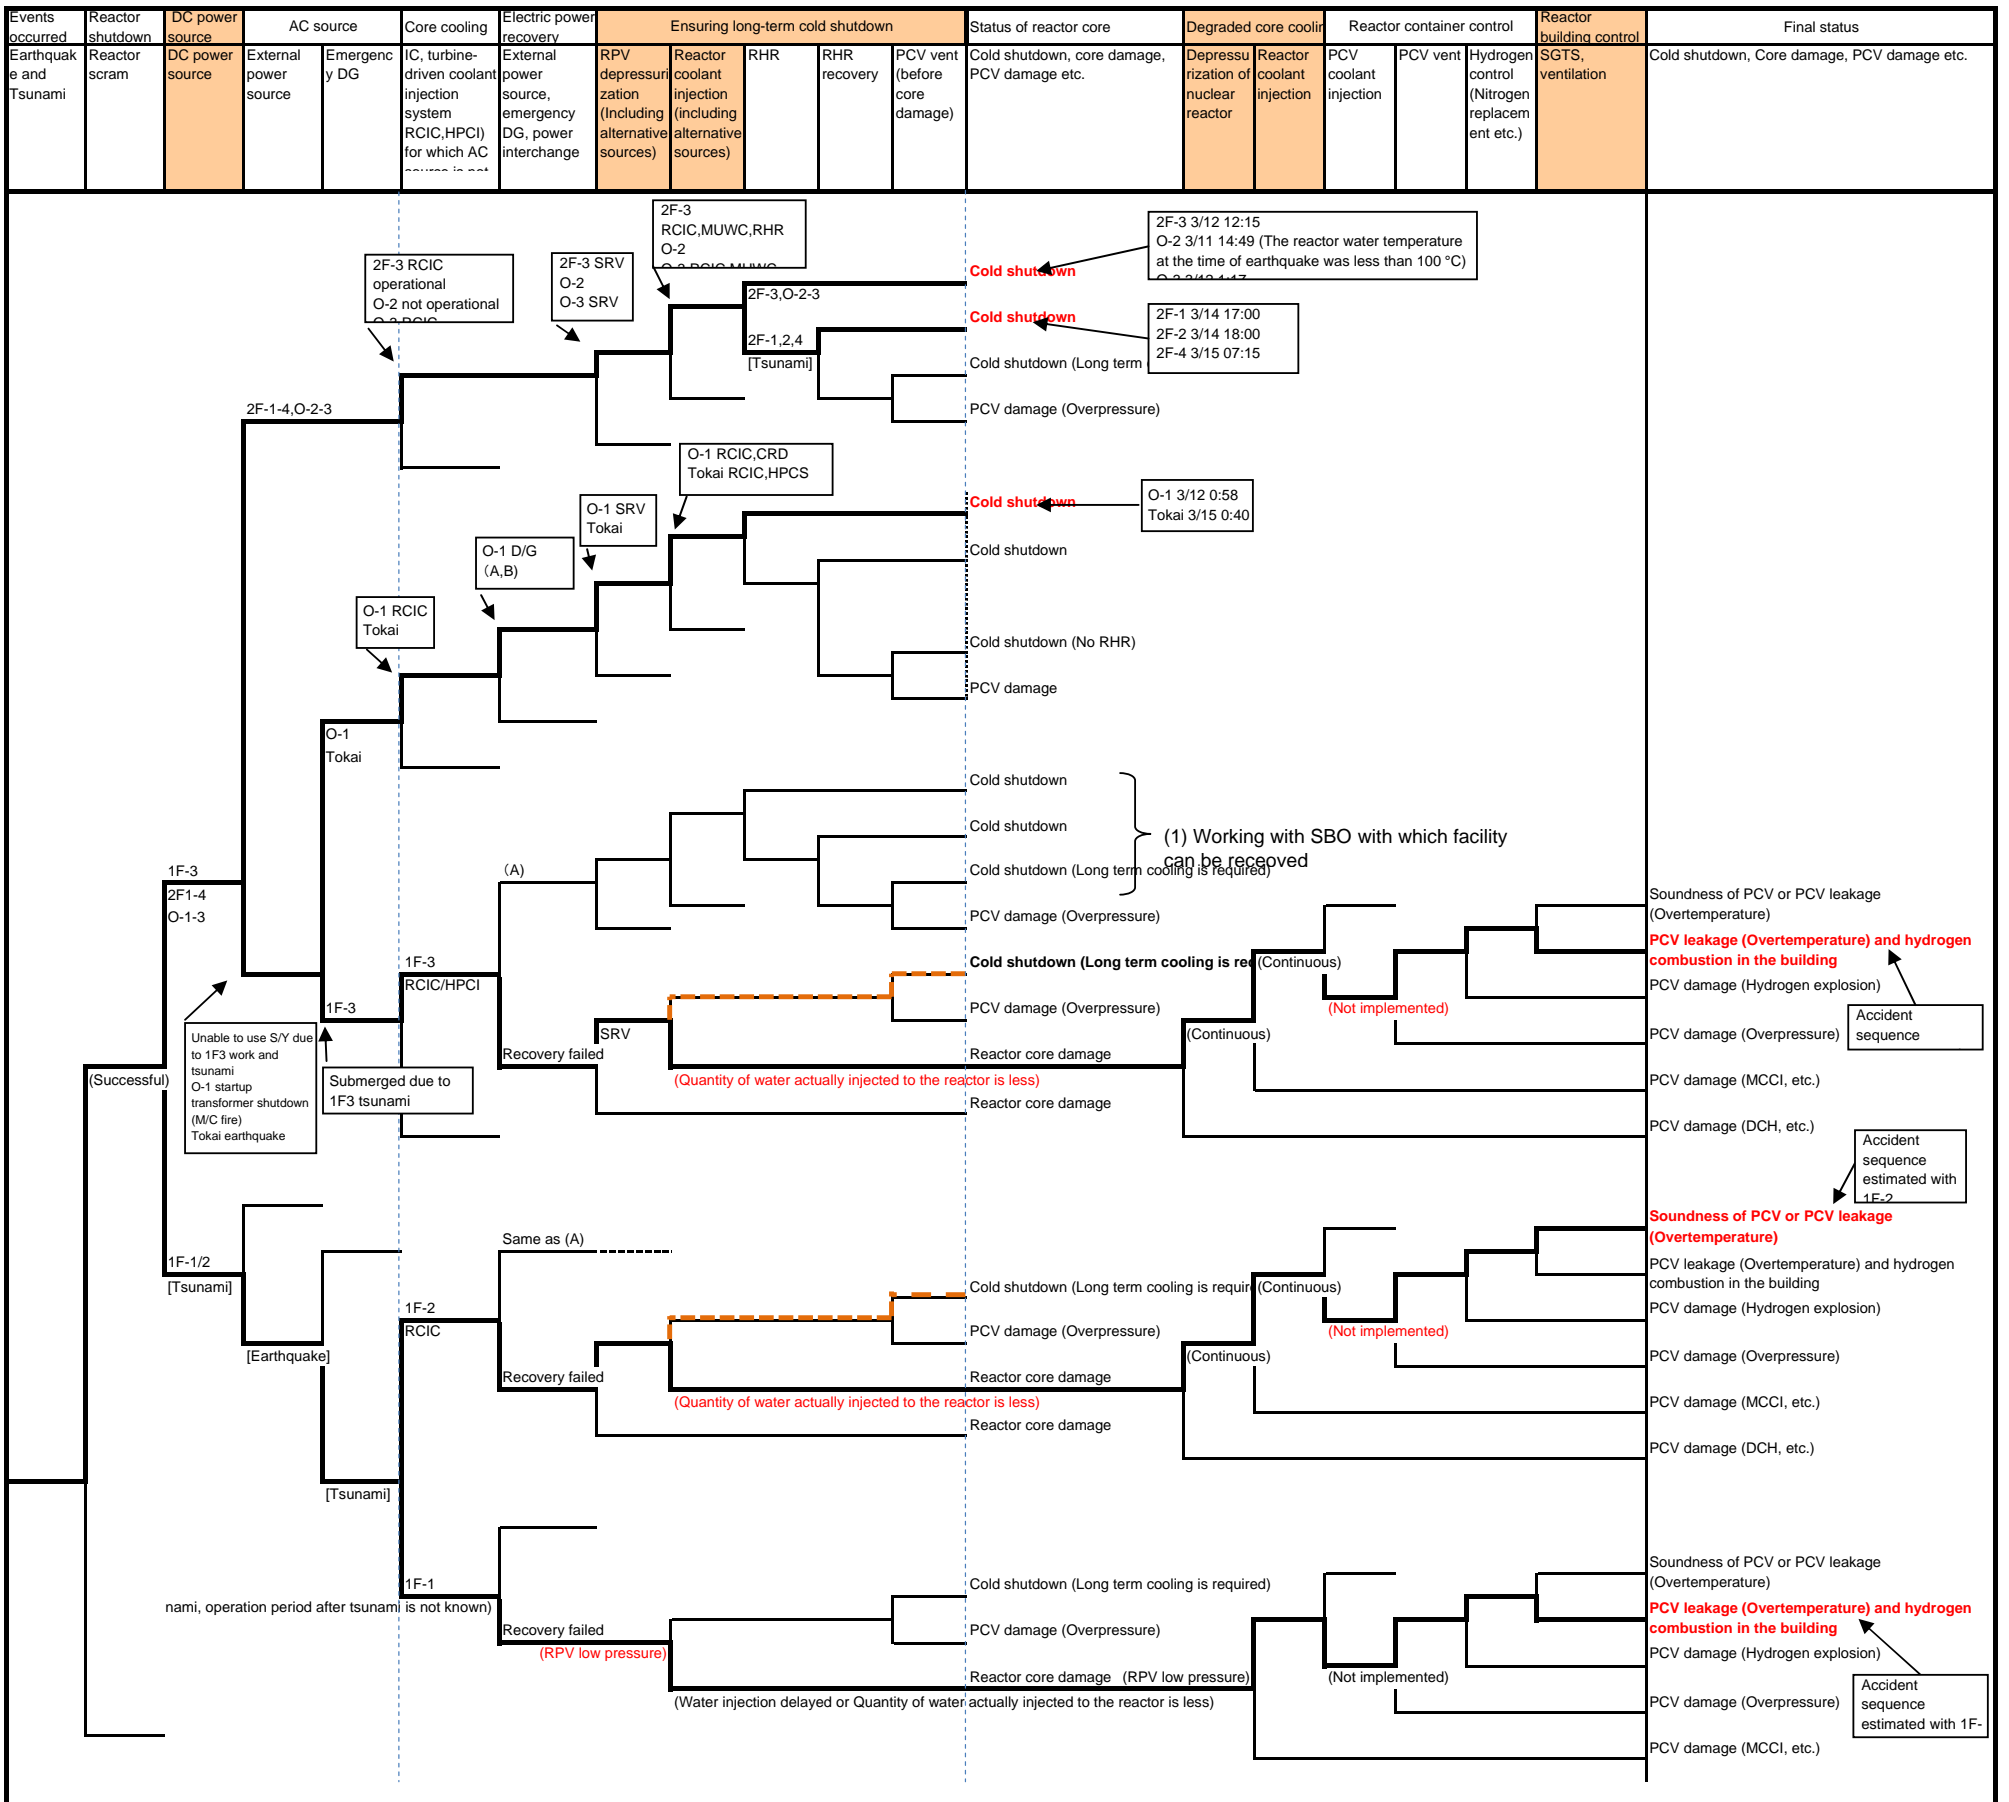 Events
occurred
Reactor
shutdown
DC power
source
AC source
Core cooling
Electric power
recovery
Ensuring long-term cold shutdown
Status of reactor core
Degraded core coolin
Reactor container control
Reactor
building control
Final status
Earthquak
e and
Tsunami
Reactor
scram
DC power
source
External
power
source
Emergenc
y DG
IC, turbine-
driven coolant
injection
system
RCIC,HPCI)
for which AC
source is not
External
power
source,
emergency
DG, power
interchange
RPV
depressuri
zation
(Including
alternative
sources)
Reactor
coolant
injection
(including
alternative
sources)
RHR
RHR
recovery
PCV vent
(before
core
damage)
Cold shutdown, core damage,
PCV damage etc.
Depressu
rization of
nuclear
reactor
Reactor
coolant
injection
PCV
coolant
injection
PCV vent
Hydrogen
control
(Nitrogen
replacem
ent etc.)
SGTS,
ventilation
Cold shutdown, Core damage, PCV damage etc.
2F-3
RCIC,MUWC,RHR
O-2
O-3 RCIC,MUWC
2F-3 RCIC
operational
O-2 not operational
O-3 RCIC
2F-3 SRV
O-2
O-3 SRV
2F-3 3/12 12:15
O-2 3/11 14:49 (The reactor water temperature
at the time of earthquake was less than 100 °C)
O-3 3/12 1:17
Cold shutdown
2F-3,O-2-3
Cold shutdown
2F-1 3/14 17:00
2F-2 3/14 18:00
2F-4 3/15 07:15
2F-1,2,4
[Tsunami]
Cold shutdown (Long term
2F-1-4,O-2-3
PCV damage (Overpressure)
O-1 RCIC,CRD
Tokai RCIC,HPCS
O-1 SRV
Tokai
Cold shutdown
O-1 3/12 0:58
Tokai 3/15 0:40
O-1 D/G
(A,B)
Cold shutdown
O-1 RCIC
Tokai
Cold shutdown (No RHR)
PCV damage
O-1
Tokai
Cold shutdown
Cold shutdown
(1) Working with SBO with which facility
can be receoved
1F-3
2F1-4
O-1-3
(A)
Cold shutdown (Long term cooling is required)
PCV damage (Overpressure)
Soundness of PCV or PCV leakage
(Overtemperature)
1F-3
RCIC/HPCI
Cold shutdown (Long term cooling is re
(Continuous)
PCV leakage (Overtemperature) and hydrogen
combustion in the building
PCV damage (Hydrogen explosion)
1F-3
PCV damage (Overpressure)
(Not implemented)
Accident
sequence
Unable to use S/Y due
to 1F3 work and
tsunami
O-1 startup
transformer shutdown
(M/C fire)
Tokai earthquake
SRV
(Continuous)
PCV damage (Overpressure)
Recovery failed
Reactor core damage
(Successful)
Submerged due to
1F3 tsunami
(Quantity of water actually injected to the reactor is less)
PCV damage (MCCI, etc.)
Reactor core damage
PCV damage (DCH, etc.)
Accident
sequence
estimated with
1F-2
Soundness of PCV or PCV leakage
(Overtemperature)
Same as (A)
1F-1/2
[Tsunami]
Cold shutdown (Long term cooling is requir
(Continuous)
PCV leakage (Overtemperature) and hydrogen
combustion in the building
1F-2
RCIC
PCV damage (Hydrogen explosion)
PCV damage (Overpressure)
(Not implemented)
[Earthquake]
(Continuous)
PCV damage (Overpressure)
Recovery failed
Reactor core damage
(Quantity of water actually injected to the reactor is less)
PCV damage (MCCI, etc.)
Reactor core damage
PCV damage (DCH, etc.)
[Tsunami]
Soundness of PCV or PCV leakage
(Overtemperature)
1F-1
Cold shutdown (Long term cooling is required)
nami, operation period after tsunami is not known)
PCV leakage (Overtemperature) and hydrogen
combustion in the building
Recovery failed
PCV damage (Overpressure)
(RPV low pressure)
PCV damage (Hydrogen explosion)
Reactor core damage (RPV low pressure)
(Not implemented)
Accident
sequence
estimated with 1F-
(Water injection delayed or Quantity of water actually injected to the reactor is less)
PCV damage (Overpressure)
PCV damage (MCCI, etc.)